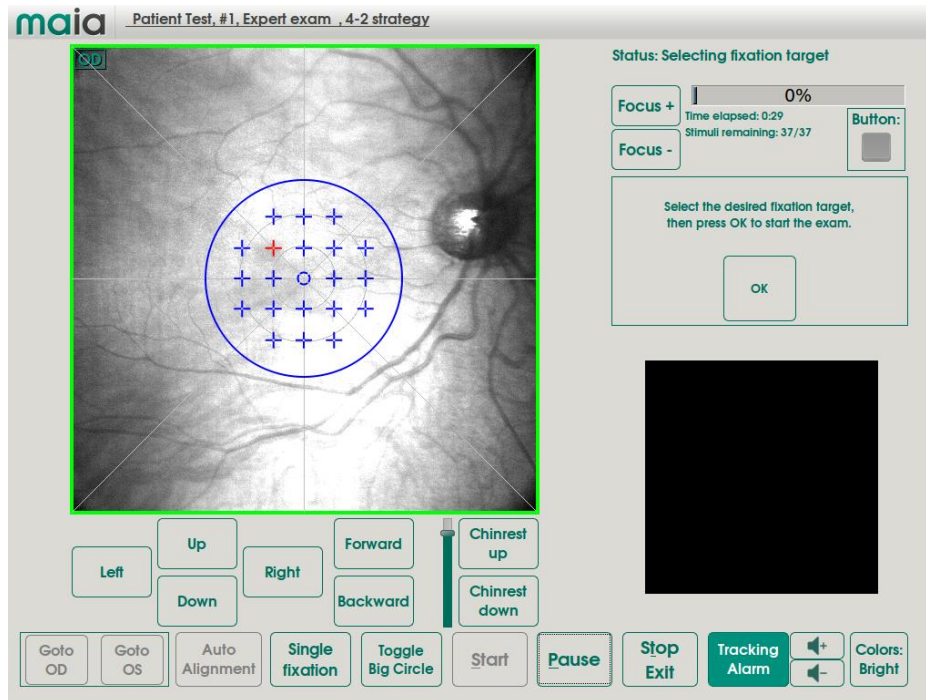 maia
Patient Test, #1, Expert exam , 4-2 strategy
OD
Status: Selecting fixation target
Focus +
0%
Time elapsed: 0:29
Stimuli remaining: 37/37
Button:
Focus -
Select the desired fixation target,
then press OK to start the exam.
OK
Left
Up
Down
Right
Forward
Backward
Chinrest
up
Chinrest
down
Goto
OD
Goto
OS
Auto
Alignment
Single
fixation
Toggle
Big Circle
Start
Pause
Stop
Exit
Tracking
Alarm
+
-
Colors:
Bright